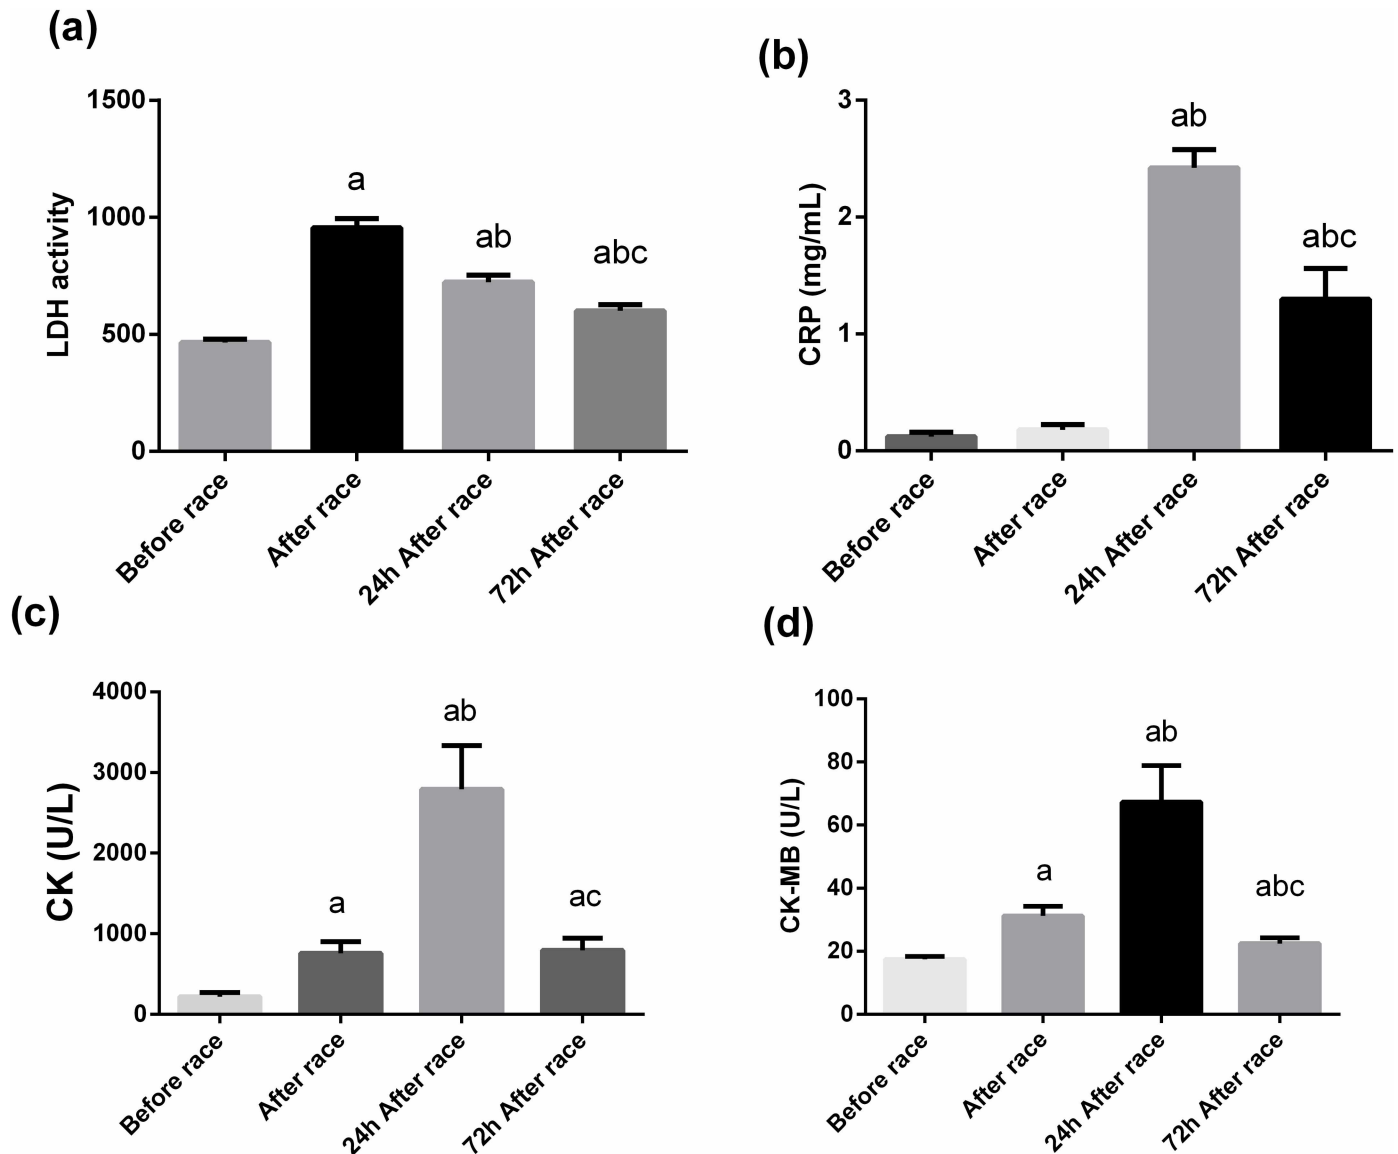 (a)
1500
1000
500
0
LDH activity
a
ab
abc
Before race
After race
24h After race
72h After race
(b)
3
2
1
0
CRP (mg/mL)
ab
abc
Before race
After race
24h After race
72h After race
(c)
4000
3000
2000
1000
0
CK (U/L)
a
ab
ac
Before race
After race
24h After race
72h After race
(d)
100
80
60
40
20
0
CK-MB (U/L)
a
ab
abc
Before race
After race
24h After race
72h After race